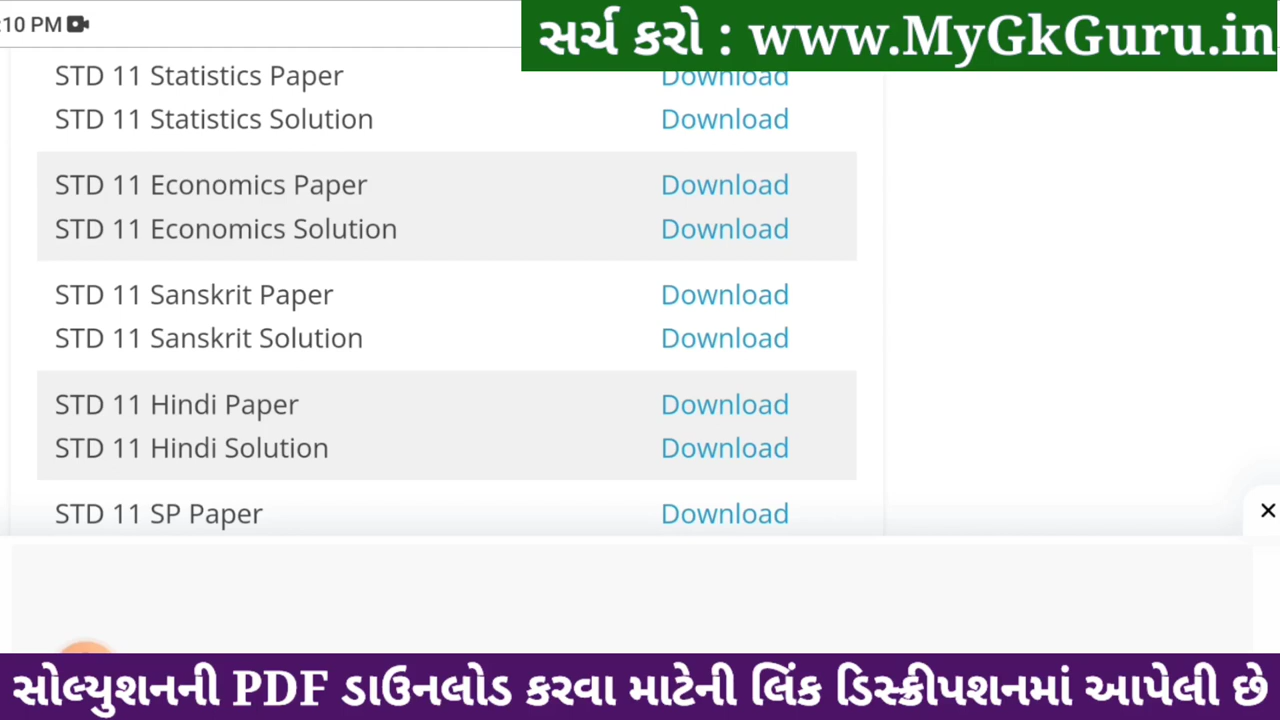 :10 PM
સર્ચ કરો : www.MyGkGuru.in
STD 11 Statistics Paper Download
STD 11 Statistics Solution Download
STD 11 Economics Paper Download
STD 11 Economics Solution Download
STD 11 Sanskrit Paper Download
STD 11 Sanskrit Solution Download
STD 11 Hindi Paper Download
STD 11 Hindi Solution Download
STD 11 SP Paper Download
સોલ્યુશનની PDF ડાઉનલોડ કરવા માટેની લિંક ડિસ્ક્રીપશનમાં આપેલી છે